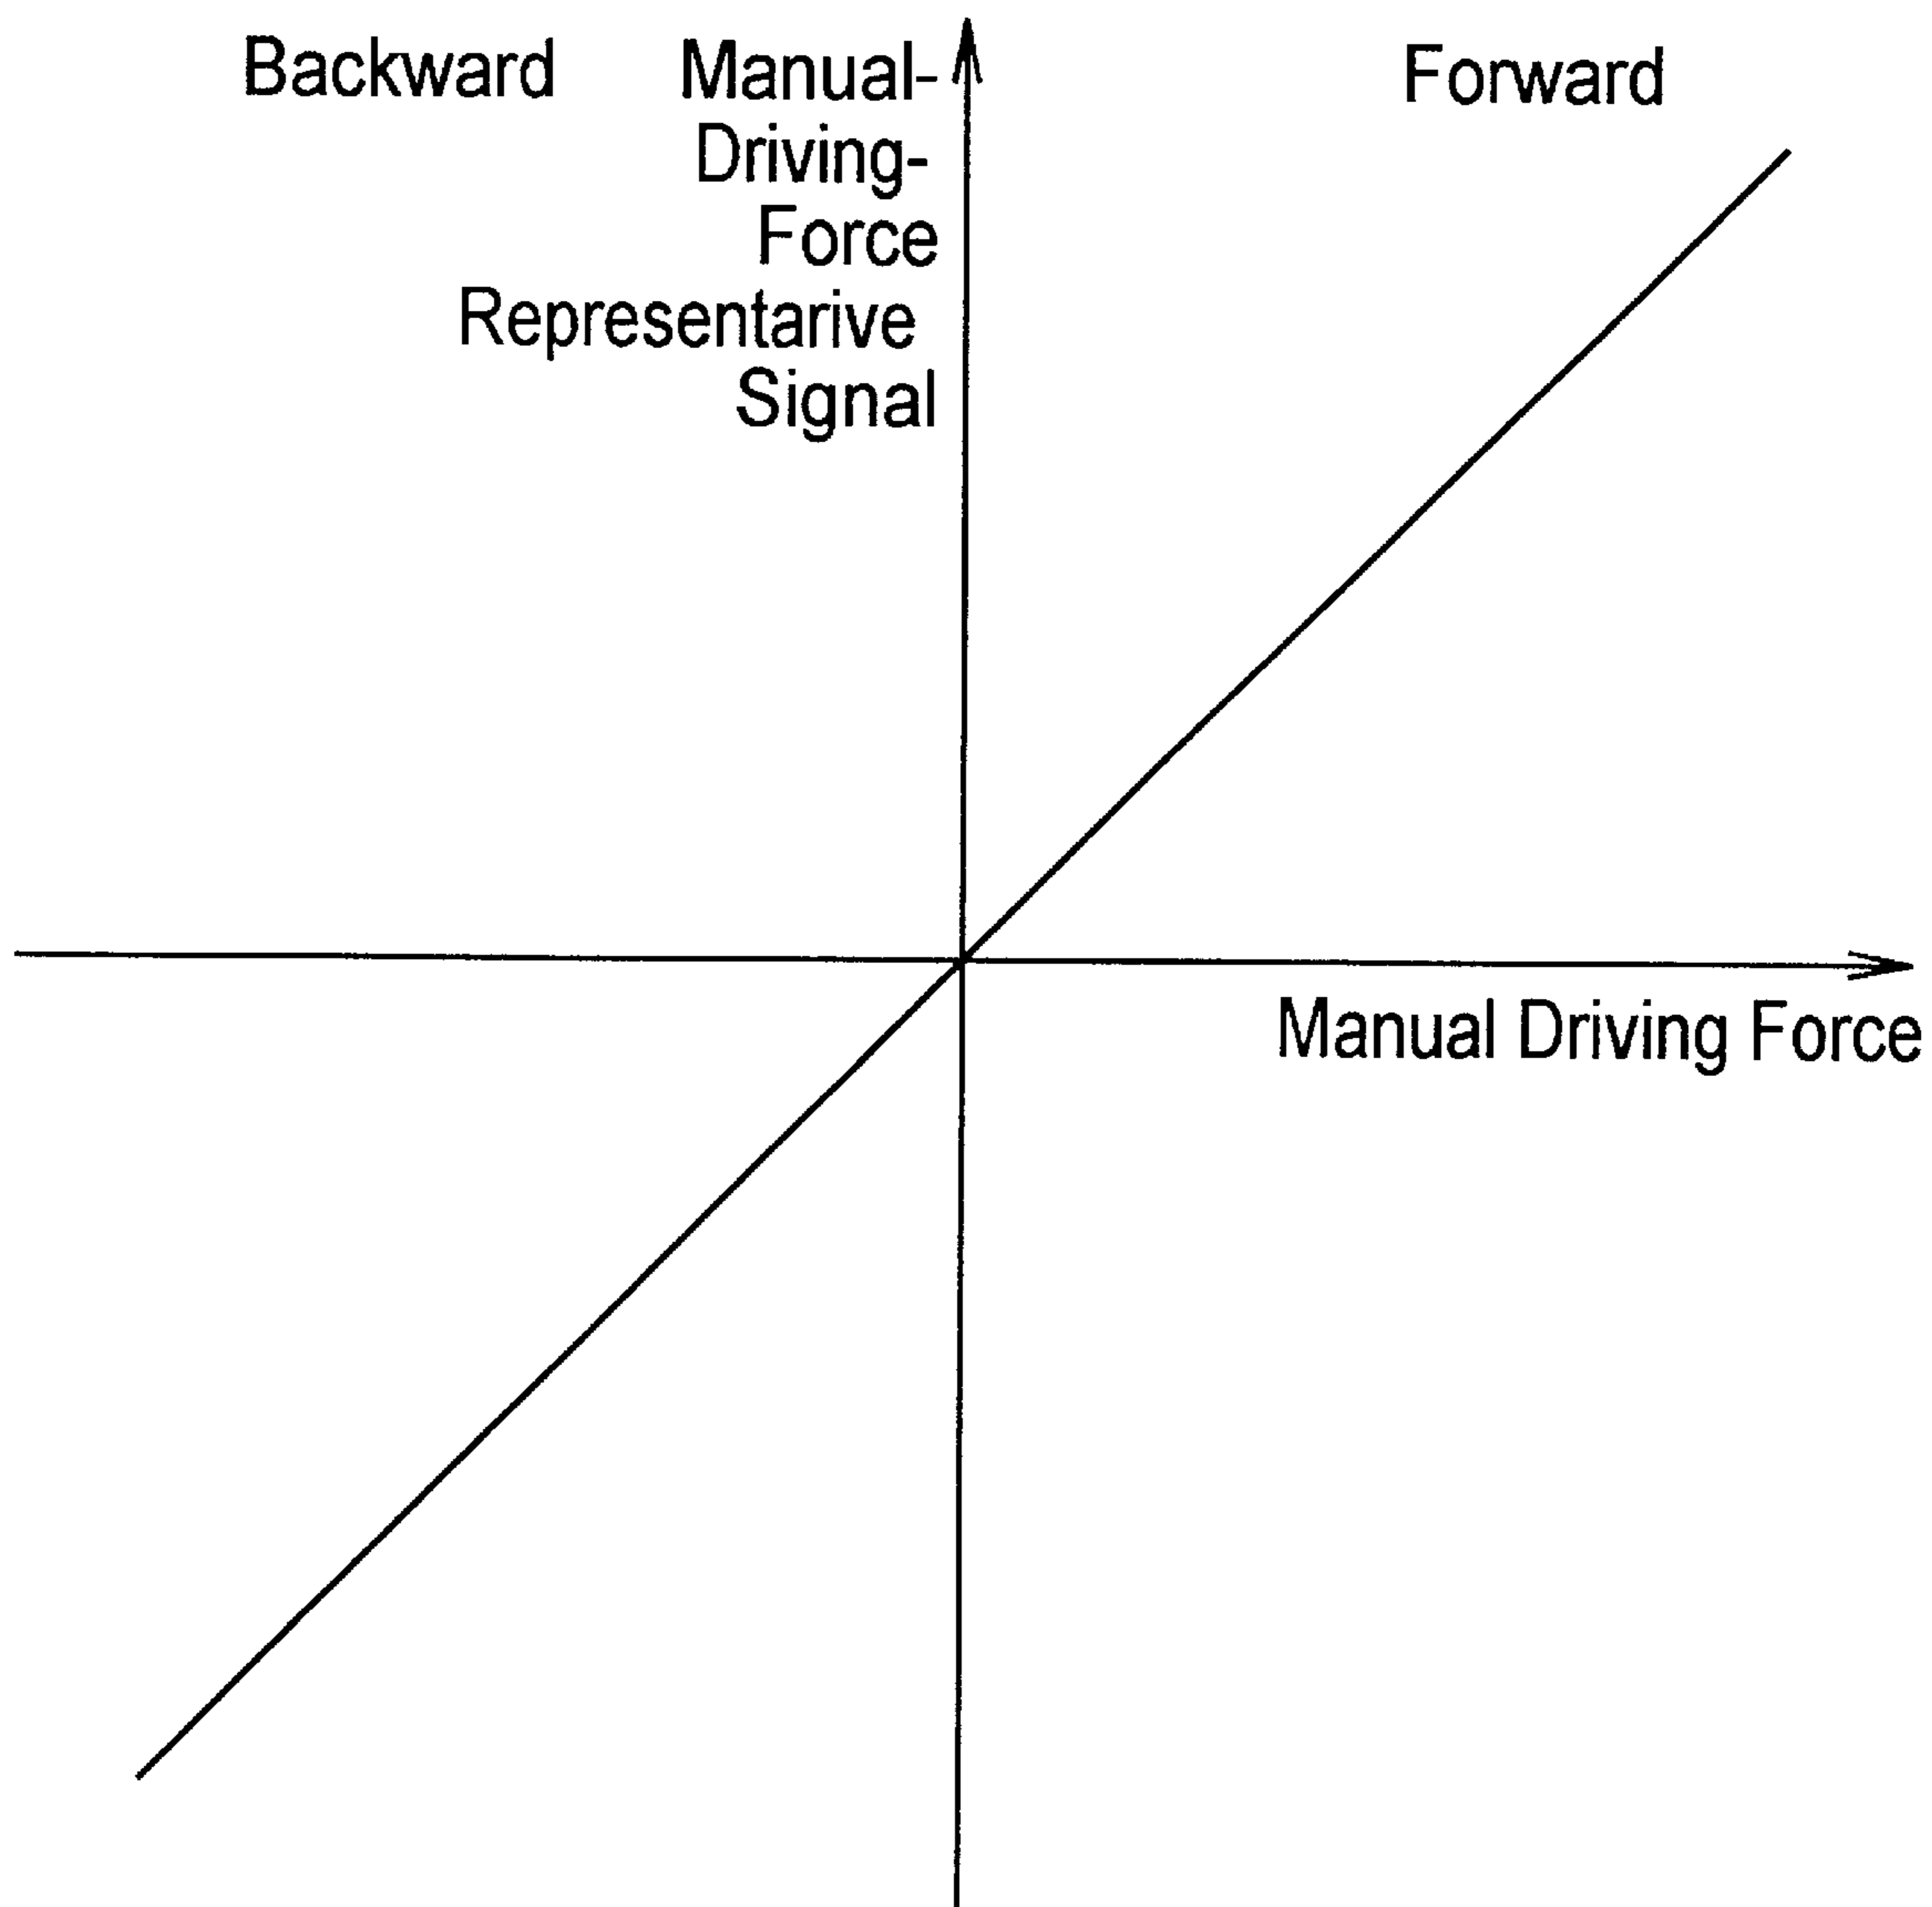 Backward
Manual-
Driving-
Force
Representarive
Signal
Forward
Manual Driving Force